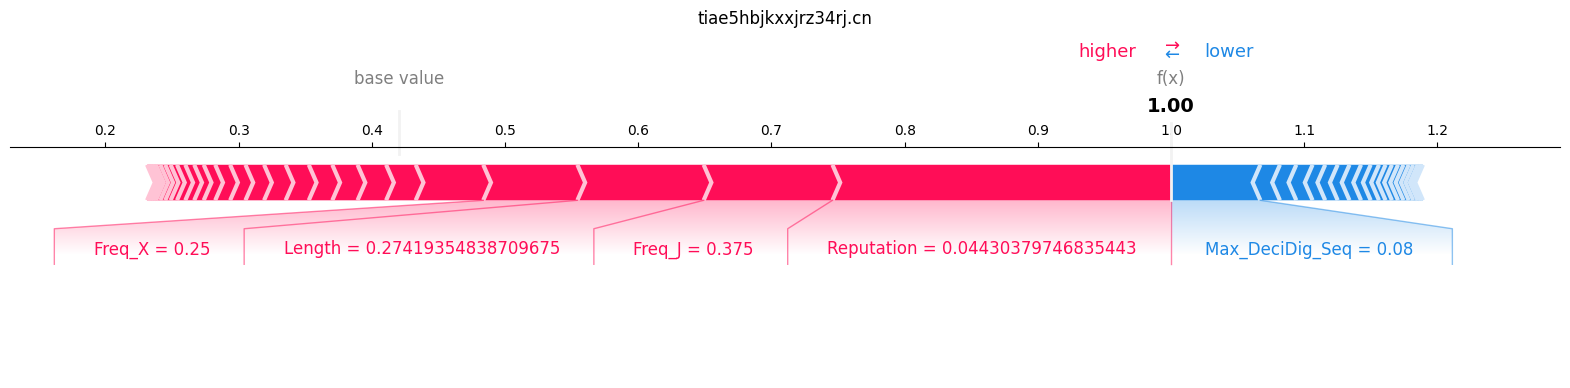 tiae5hbjkxxjrz34rj.cn
higher ⇄ lower
base value f(x)
1.00
0.2 0.3 0.4 0.5 0.6 0.7 0.8 0.9 1.0 1.1 1.2
Freq_X = 0.25 Length = 0.27419354838709675 Freq_J = 0.375 Reputation = 0.04430379746835443 Max_DeciDig_Seq = 0.08